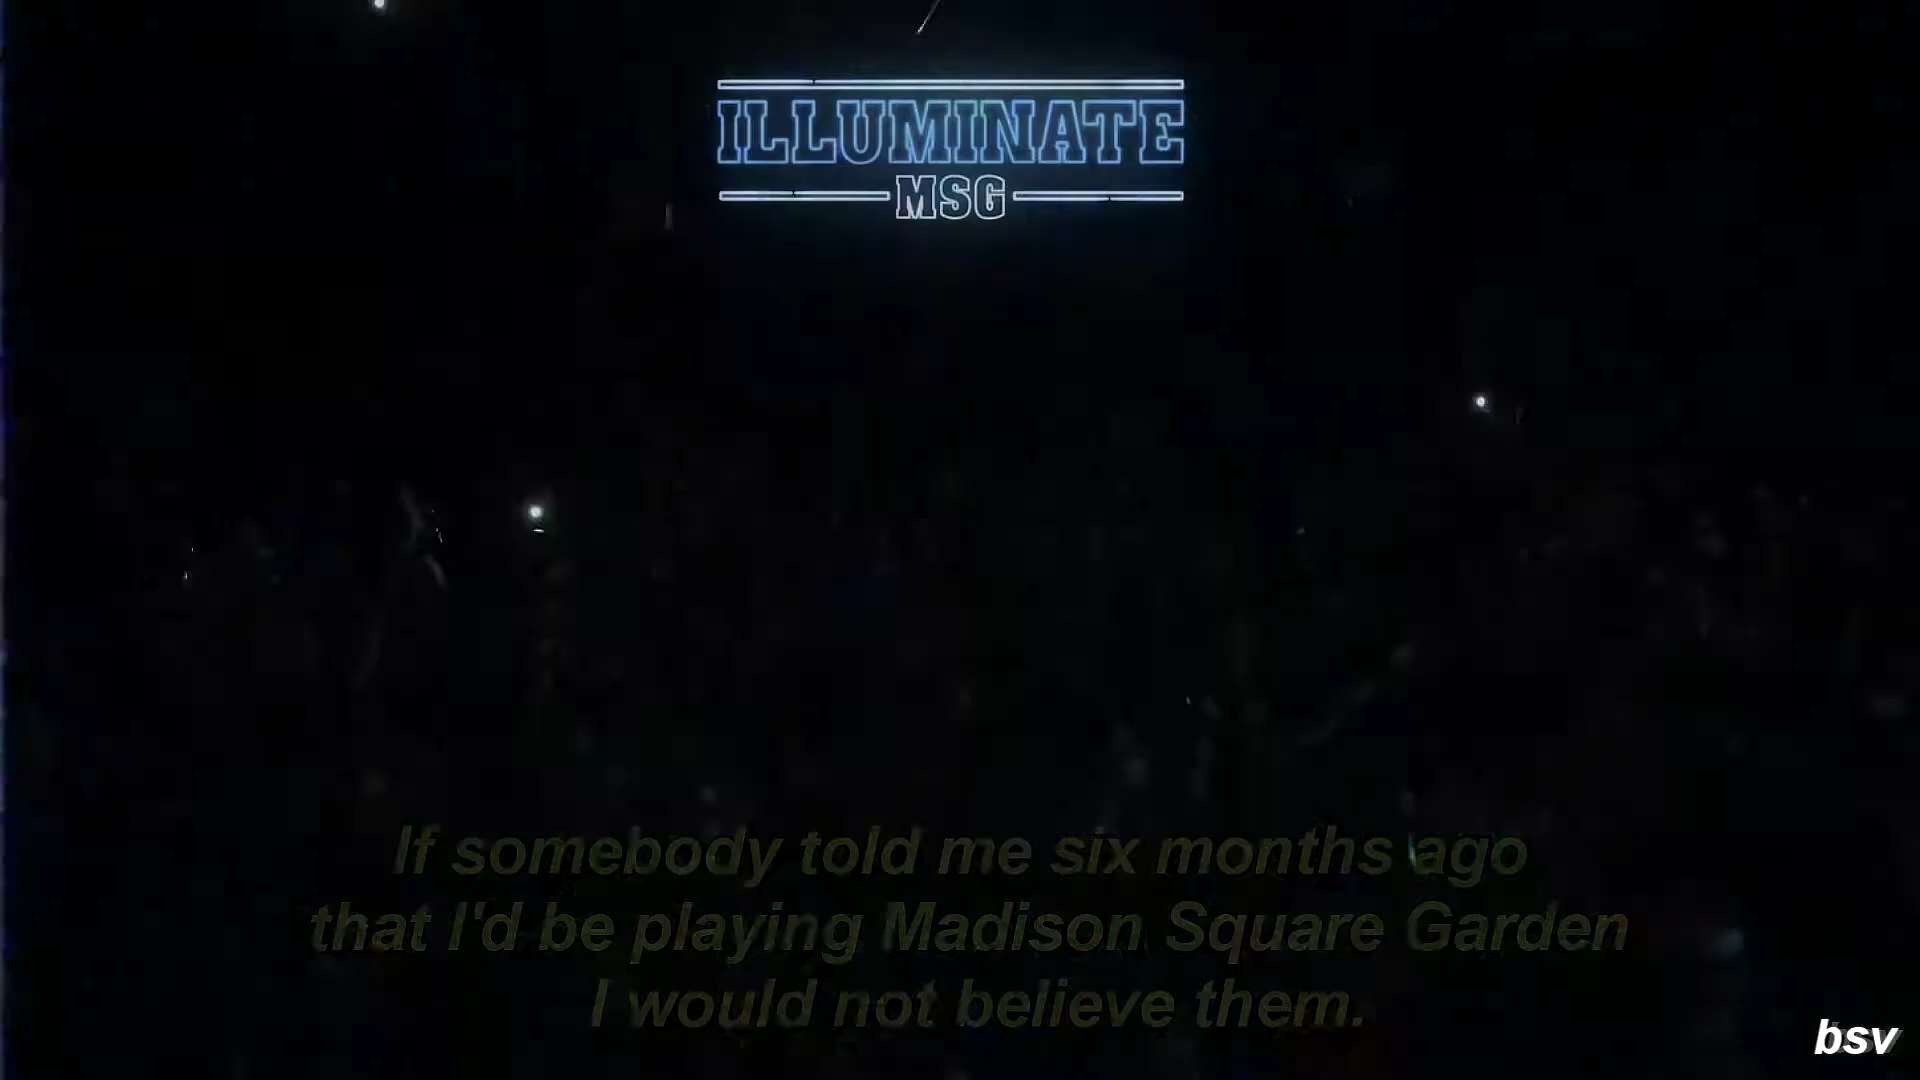 ILLUMINATE
MSG
If somebody told me six months ago
that I'd be playing Madison Square Garden
I would not believe them.
bsv